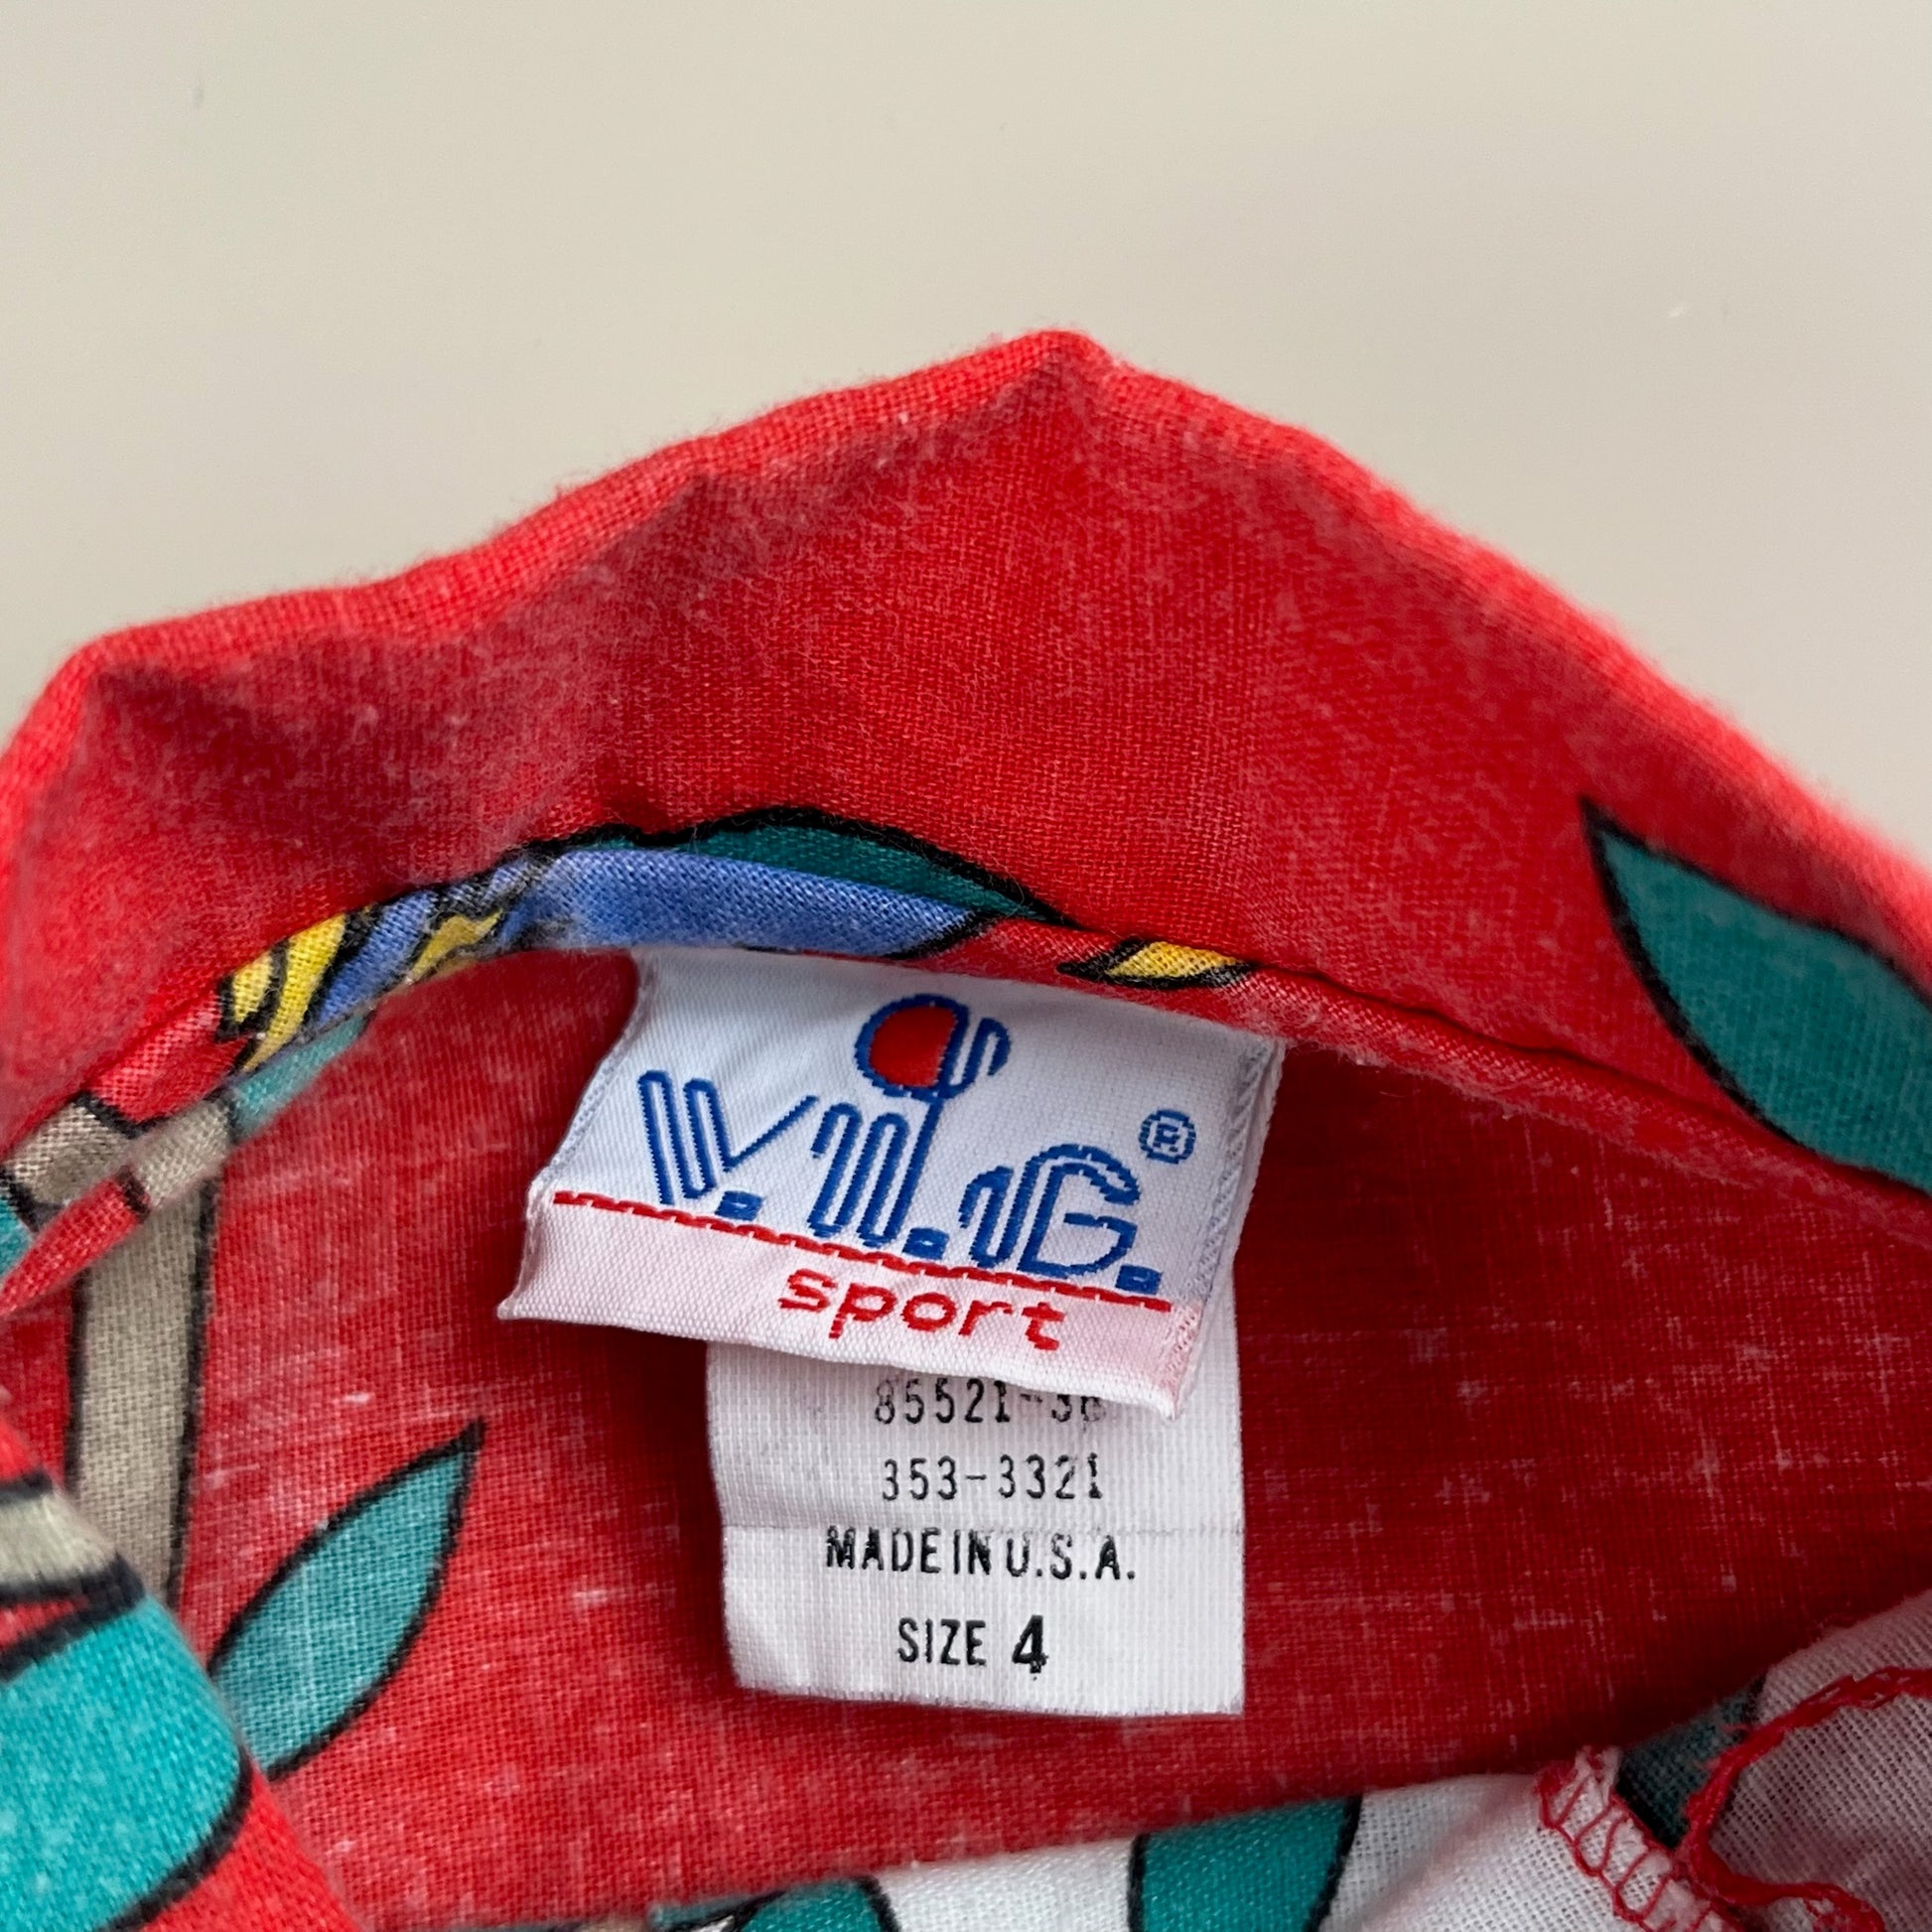 V.I.G.®
sport
353-3321
MADE IN U.S.A.
SIZE 4